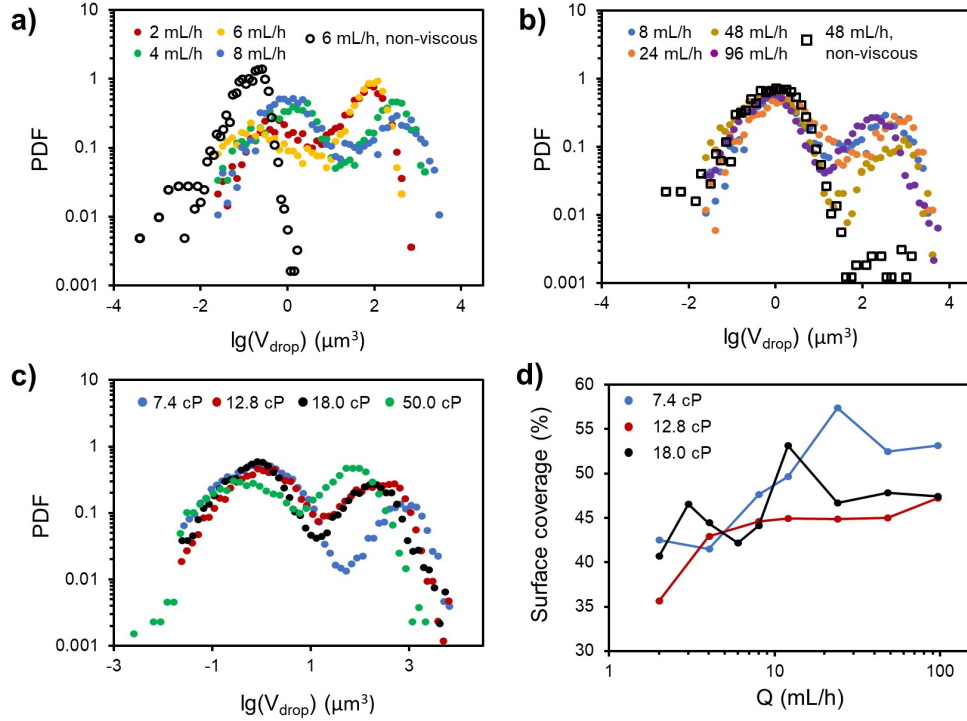 a)
2 mL/h 6 mL/h 6 mL/h, non-viscous
4 mL/h 8 mL/h
10
1
0.1
0.01
0.001
PDF
-4 -2 0 2 4
lg(V_drop) (µm³)
b)
8 mL/h 48 mL/h 48 mL/h,
24 mL/h 96 mL/h non-viscous
10
1
0.1
0.01
0.001
PDF
-4 -2 0 2 4
lg(V_drop) (µm³)
c)
7.4 cP 12.8 cP 18.0 cP 50.0 cP
10
1
0.1
0.01
0.001
PDF
-3 -1 1 3
lg(V_drop) (µm³)
d)
7.4 cP
12.8 cP
18.0 cP
60
55
50
45
40
35
30
Surface coverage (%)
1 10 100
Q (mL/h)